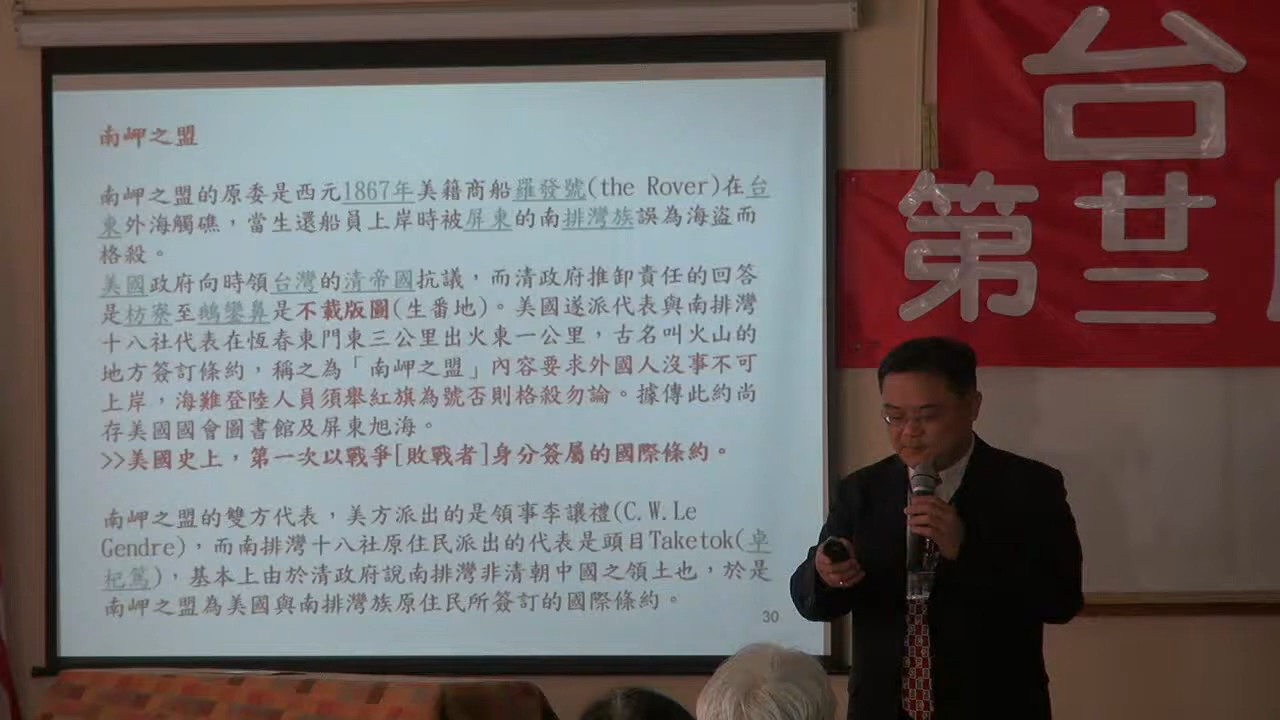 南岬之盟
南岬之盟的原委是西元1867年美籍商船羅發號(the Rover)在台
東外海觸礁，當生還船員上岸時被屏東的南排灣族誤為海盜而
格殺。
美國政府向時領台灣的清帝國抗議，而清政府推卸責任的回答
是枋寮至鵝鑾鼻是不載版圖(生番地)。美國遂派代表與南排灣
十八社代表在恆春東門東三公里出火東一公里，古名叫火山的
地方簽訂條約，稱之為「南岬之盟」內容要求外國人沒事不可
上岸，海難登陸人員須舉紅旗為號否則格殺勿論。據傳此約尚
存美國國會圖書館及屏東旭海。
>>美國史上，第一次以戰爭[敗戰者]身分簽屬的國際條約。
南岬之盟的雙方代表，美方派出的是領事李讓禮(C.W.Le
Gendre)，而南排灣十八社原住民派出的代表是頭目Taketok(卓
杞篤)，基本上由於清政府說南排灣非清朝中國之領土也，於是
南岬之盟為美國與南排灣族原住民所簽訂的國際條約。
30
台
第廿二